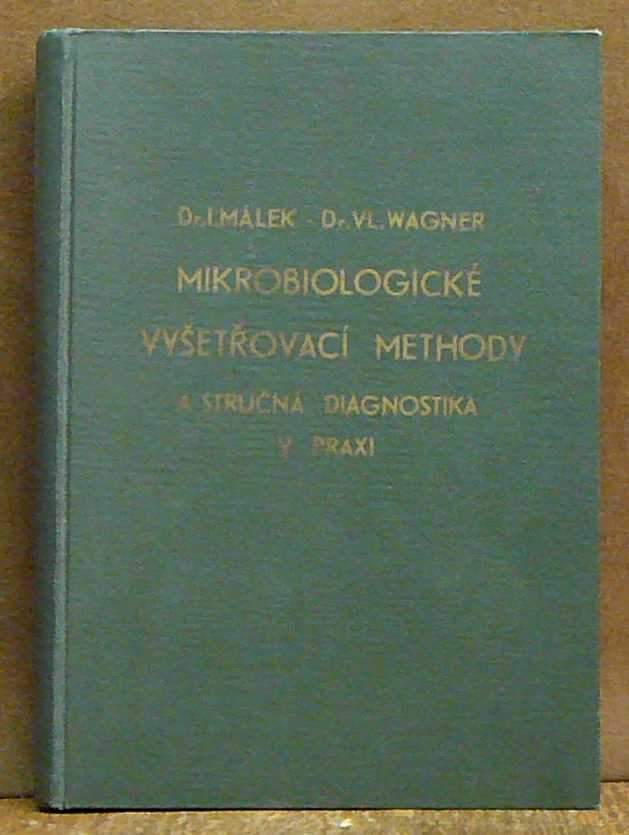 Dr. I. MÁLEK - Dr. VL. WAGNER
MIKROBIOLOGICKÉ
VYŠETŘOVACÍ METHODY
A STRUČNÁ DIAGNOSTIKA
V PRAXI